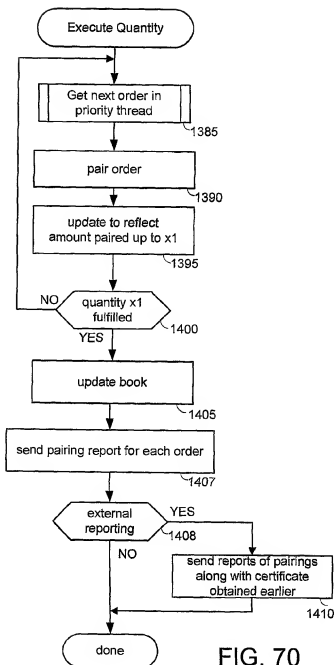 Execute Quantity
Get next order in
priority thread
1385
pair order
1390
update to reflect
amount paired up to x1
1395
NO
quantity x1
fulfilled
1400
YES
update book
1405
send pairing report for each order
1407
external
reporting
YES
1408
NO
send reports of pairings
along with certificate
obtained earlier
1410
done
FIG. 70